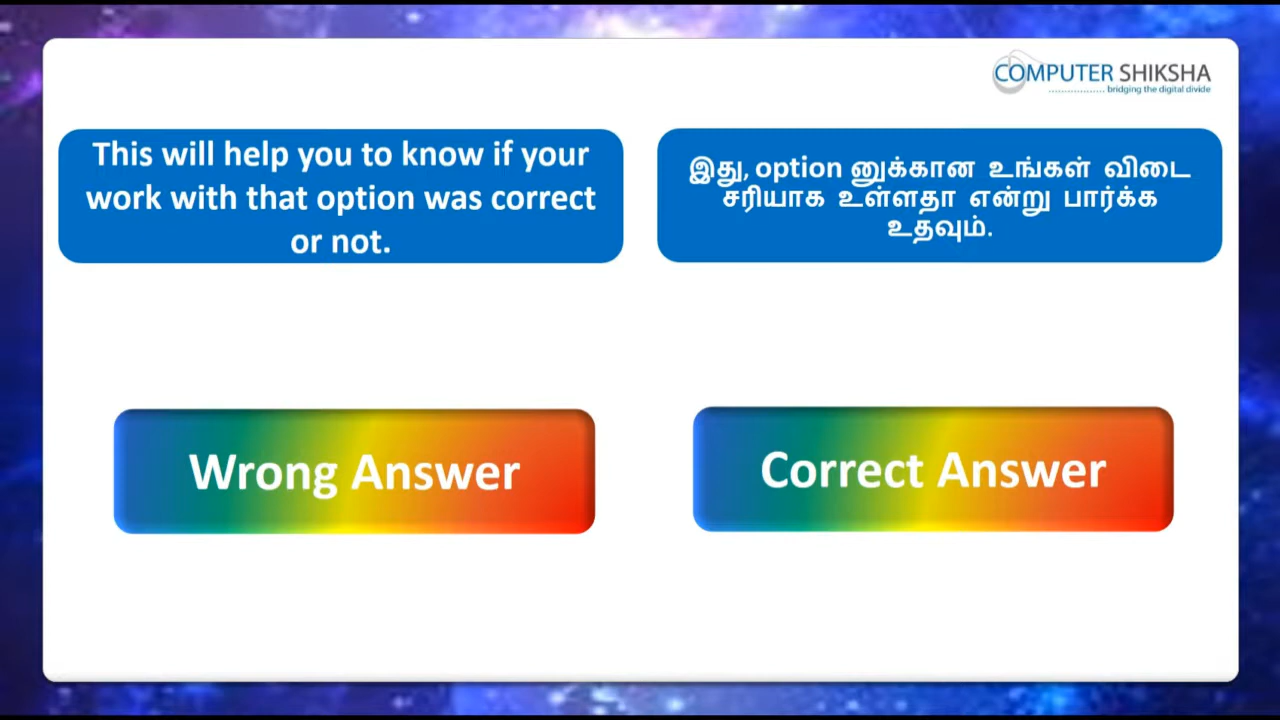 COMPUTER SHIKSHA
bridging the digital divide
This will help you to know if your
work with that option was correct
or not.
இது, option னுக்கான உங்கள் விடை
சரியாக உள்ளதா என்று பார்க்க
உதவும்.
Wrong Answer
Correct Answer